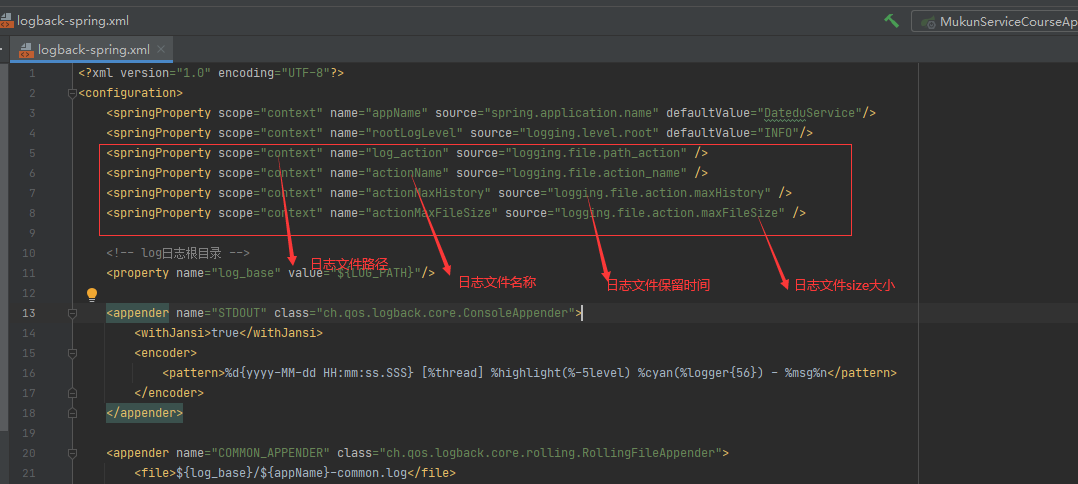 logback-spring.xml
MukunServiceCourseAp
logback-spring.xml
1 <?xml version="1.0" encoding="UTF-8"?>
2 <configuration>
3 <springProperty scope="context" name="appName" source="spring.application.name" defaultValue="DateduService"/>
4 <springProperty scope="context" name="rootLogLevel" source="logging.level.root" defaultValue="INFO"/>
5 <springProperty scope="context" name="log_action" source="logging.file.path_action" />
6 <springProperty scope="context" name="actionName" source="logging.file.action_name" />
7 <springProperty scope="context" name="actionMaxHistory" source="logging.file.action.maxHistory" />
8 <springProperty scope="context" name="actionMaxFileSize" source="logging.file.action.maxFileSize" />
9
10 <!-- log日志根目录 -->
日志文件路径
11 <property name="log_base" value="${LOG_PATH}"/>
日志文件名称
日志文件保留时间
日志文件size大小
12
13 <appender name="STDOUT" class="ch.qos.logback.core.ConsoleAppender">
14 <withJansi>true</withJansi>
15 <encoder>
16 <pattern>%d{yyyy-MM-dd HH:mm:ss.SSS} [%thread] %highlight(%-5level) %cyan(%logger{56}) - %msg%n</pattern>
17 </encoder>
18 </appender>
19
20 <appender name="COMMON_APPENDER" class="ch.qos.logback.core.rolling.RollingFileAppender">
21 <file>${log_base}/${appName}-common.log</file>